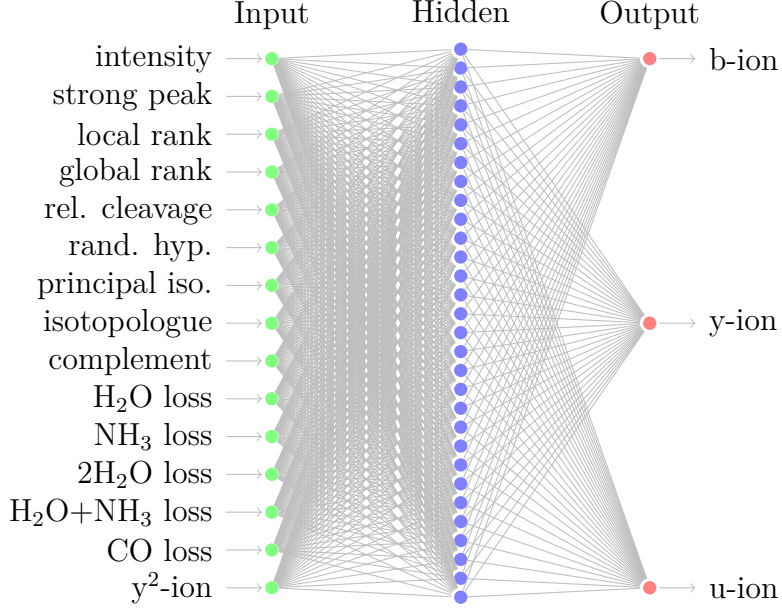 Input Hidden Output
intensity
strong peak
local rank
global rank
rel. cleavage
rand. hyp.
principal iso.
isotopologue
complement
H₂O loss
NH₃ loss
2H₂O loss
H₂O+NH₃ loss
CO loss
y²-ion
b-ion
y-ion
u-ion